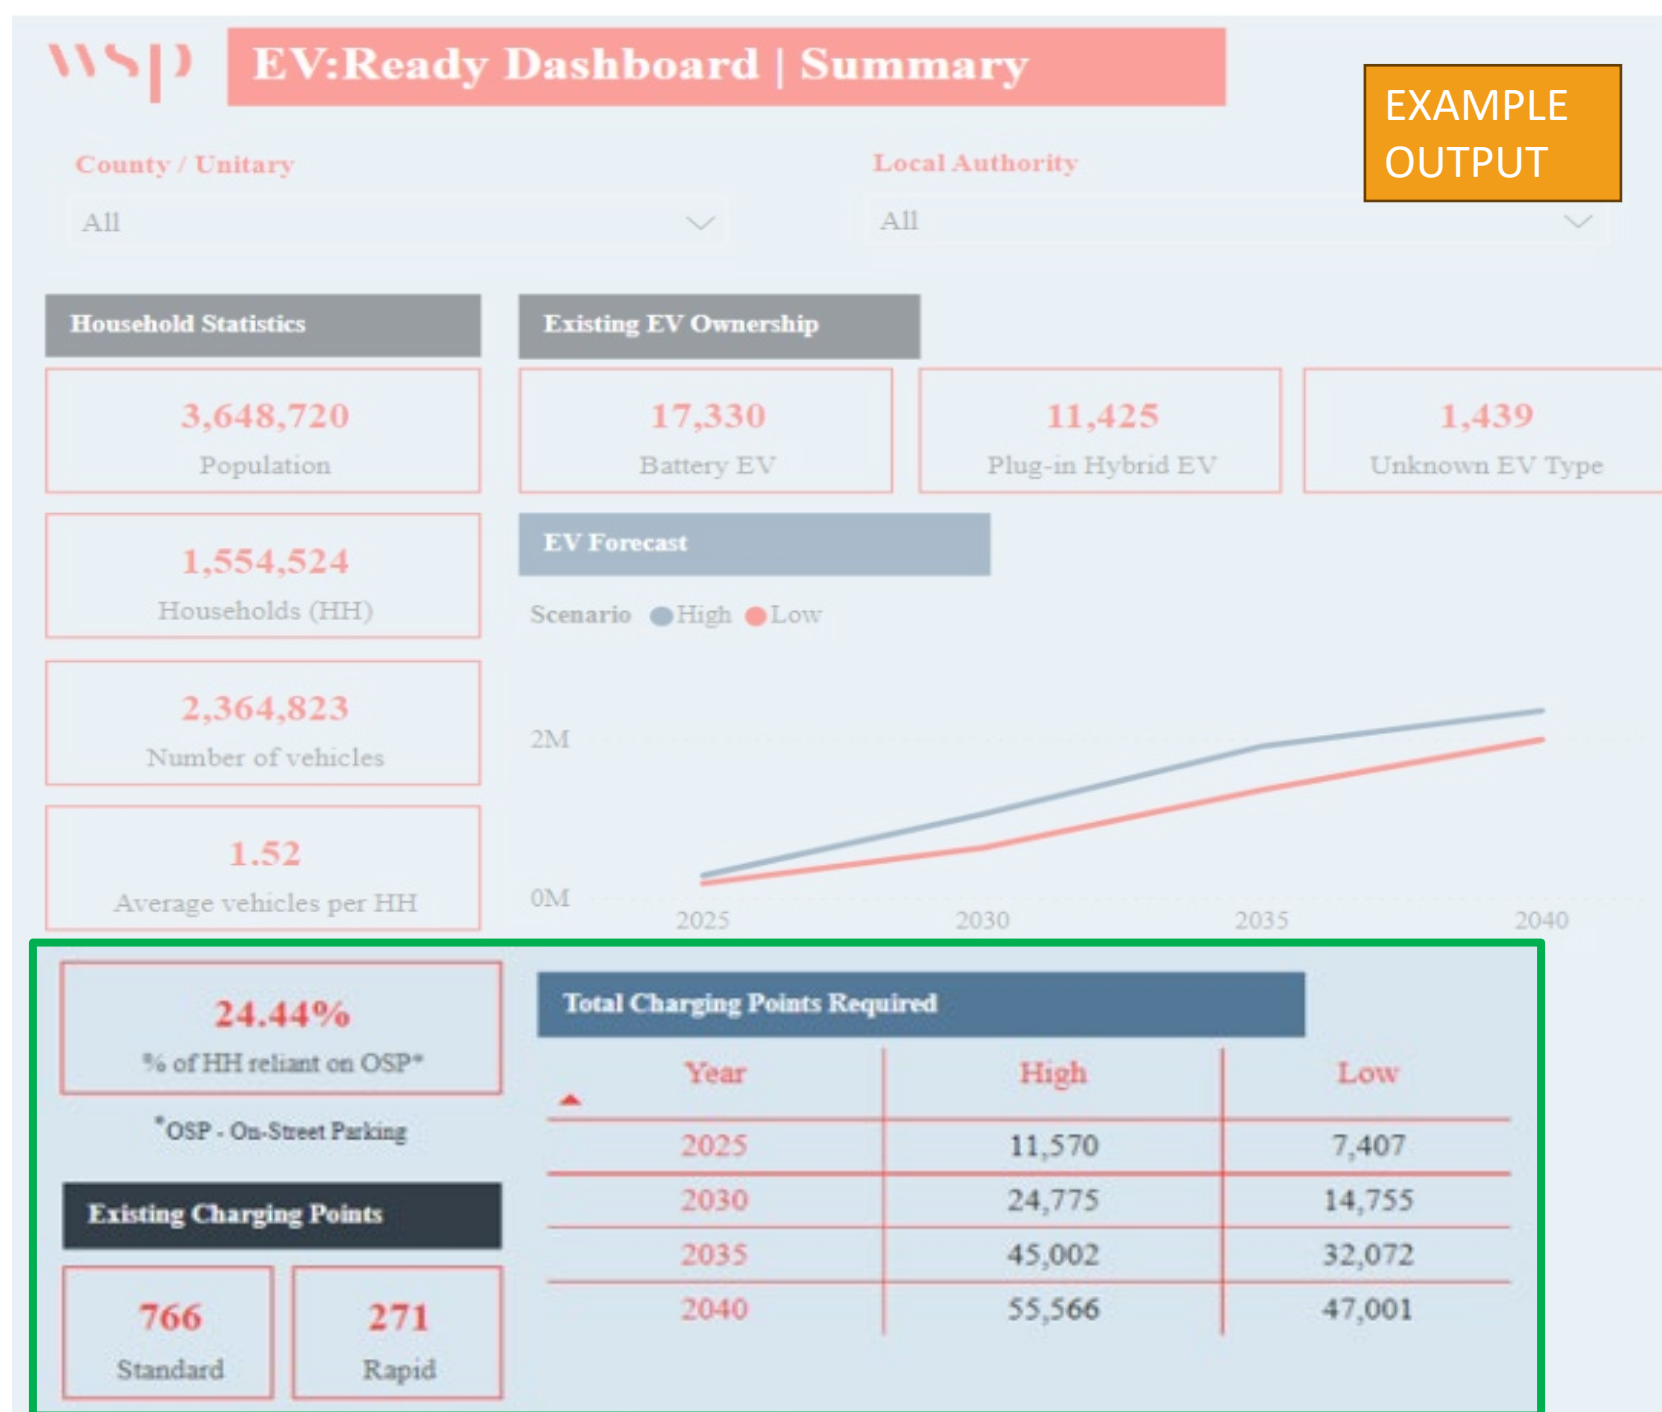 wsp
EV:Ready Dashboard | Summary
EXAMPLE
OUTPUT
County / Unitary
Local Authority
All
All
Household Statistics
3,648,720
Population
1,554,524
Households (HH)
2,364,823
Number of vehicles
1.52
Average vehicles per HH
Existing EV Ownership
17,330
Battery EV
11,425
Plug-in Hybrid EV
1,439
Unknown EV Type
EV Forecast
Scenario High Low
2M
0M
2025 2030 2035 2040
24.44%
% of HH reliant on OSP*
*OSP - On-Street Parking
Existing Charging Points
766
Standard
271
Rapid
Total Charging Points Required
Year High Low
2025 11,570 7,407
2030 24,775 14,755
2035 45,002 32,072
2040 55,566 47,001